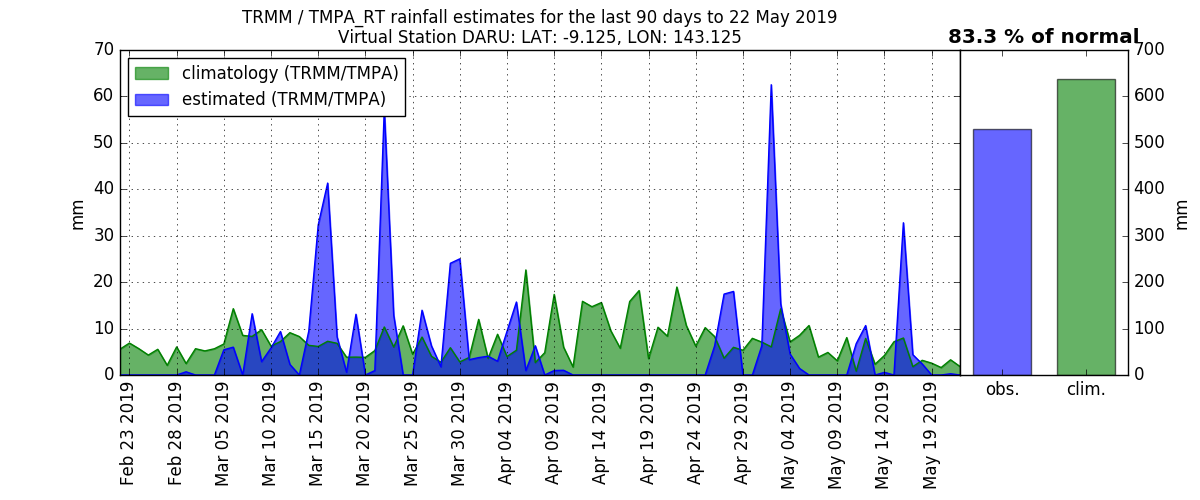 TRMM / TMPA_RT rainfall estimates for the last 90 days to 22 May 2019
Virtual Station DARU: LAT: -9.125, LON: 143.125
83.3 % of normal
climatology (TRMM/TMPA)
estimated (TRMM/TMPA)
mm
70
60
50
40
30
20
10
0
Feb 23 2019
Feb 28 2019
Mar 05 2019
Mar 10 2019
Mar 15 2019
Mar 20 2019
Mar 25 2019
Mar 30 2019
Apr 04 2019
Apr 09 2019
Apr 14 2019
Apr 19 2019
Apr 24 2019
Apr 29 2019
May 04 2019
May 09 2019
May 14 2019
May 19 2019
obs.
clim.
700
600
500
400
300
200
100
0
mm